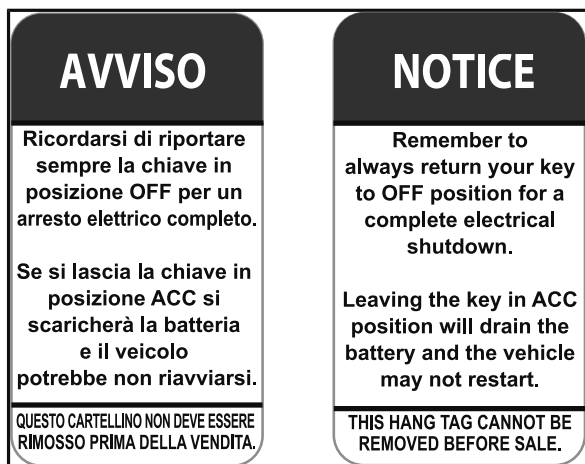 AVVISO
Ricordarsi di riportare
sempre la chiave in
posizione OFF per un
arresto elettrico completo.
Se si lascia la chiave in
posizione ACC si
scaricherà la batteria
e il veicolo
potrebbe non riavviarsi.
QUESTO CARTELLINO NON DEVE ESSERE
RIMOSSO PRIMA DELLA VENDITA.
NOTICE
Remember to
always return your key
to OFF position for a
complete electrical
shutdown.
Leaving the key in ACC
position will drain the
battery and the vehicle
may not restart.
THIS HANG TAG CANNOT BE
REMOVED BEFORE SALE.